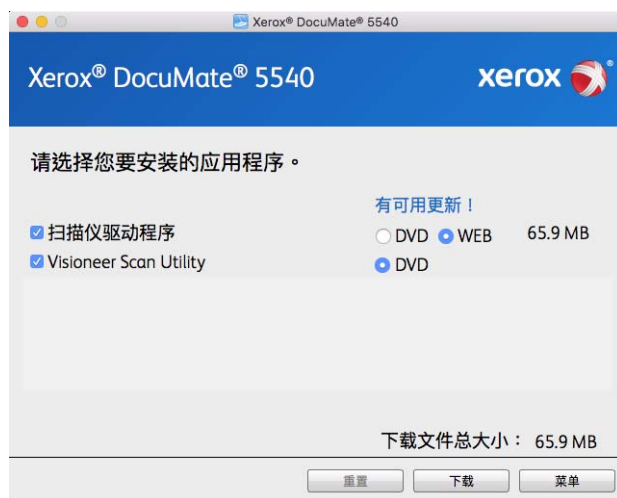 Xerox® DocuMate® 5540
Xerox® DocuMate® 5540
xerox
请选择您要安装的应用程序。
有可用更新！
扫描仪驱动程序 DVD WEB 65.9 MB
Visioneer Scan Utility DVD
下载文件总大小： 65.9 MB
重置 下载 菜单